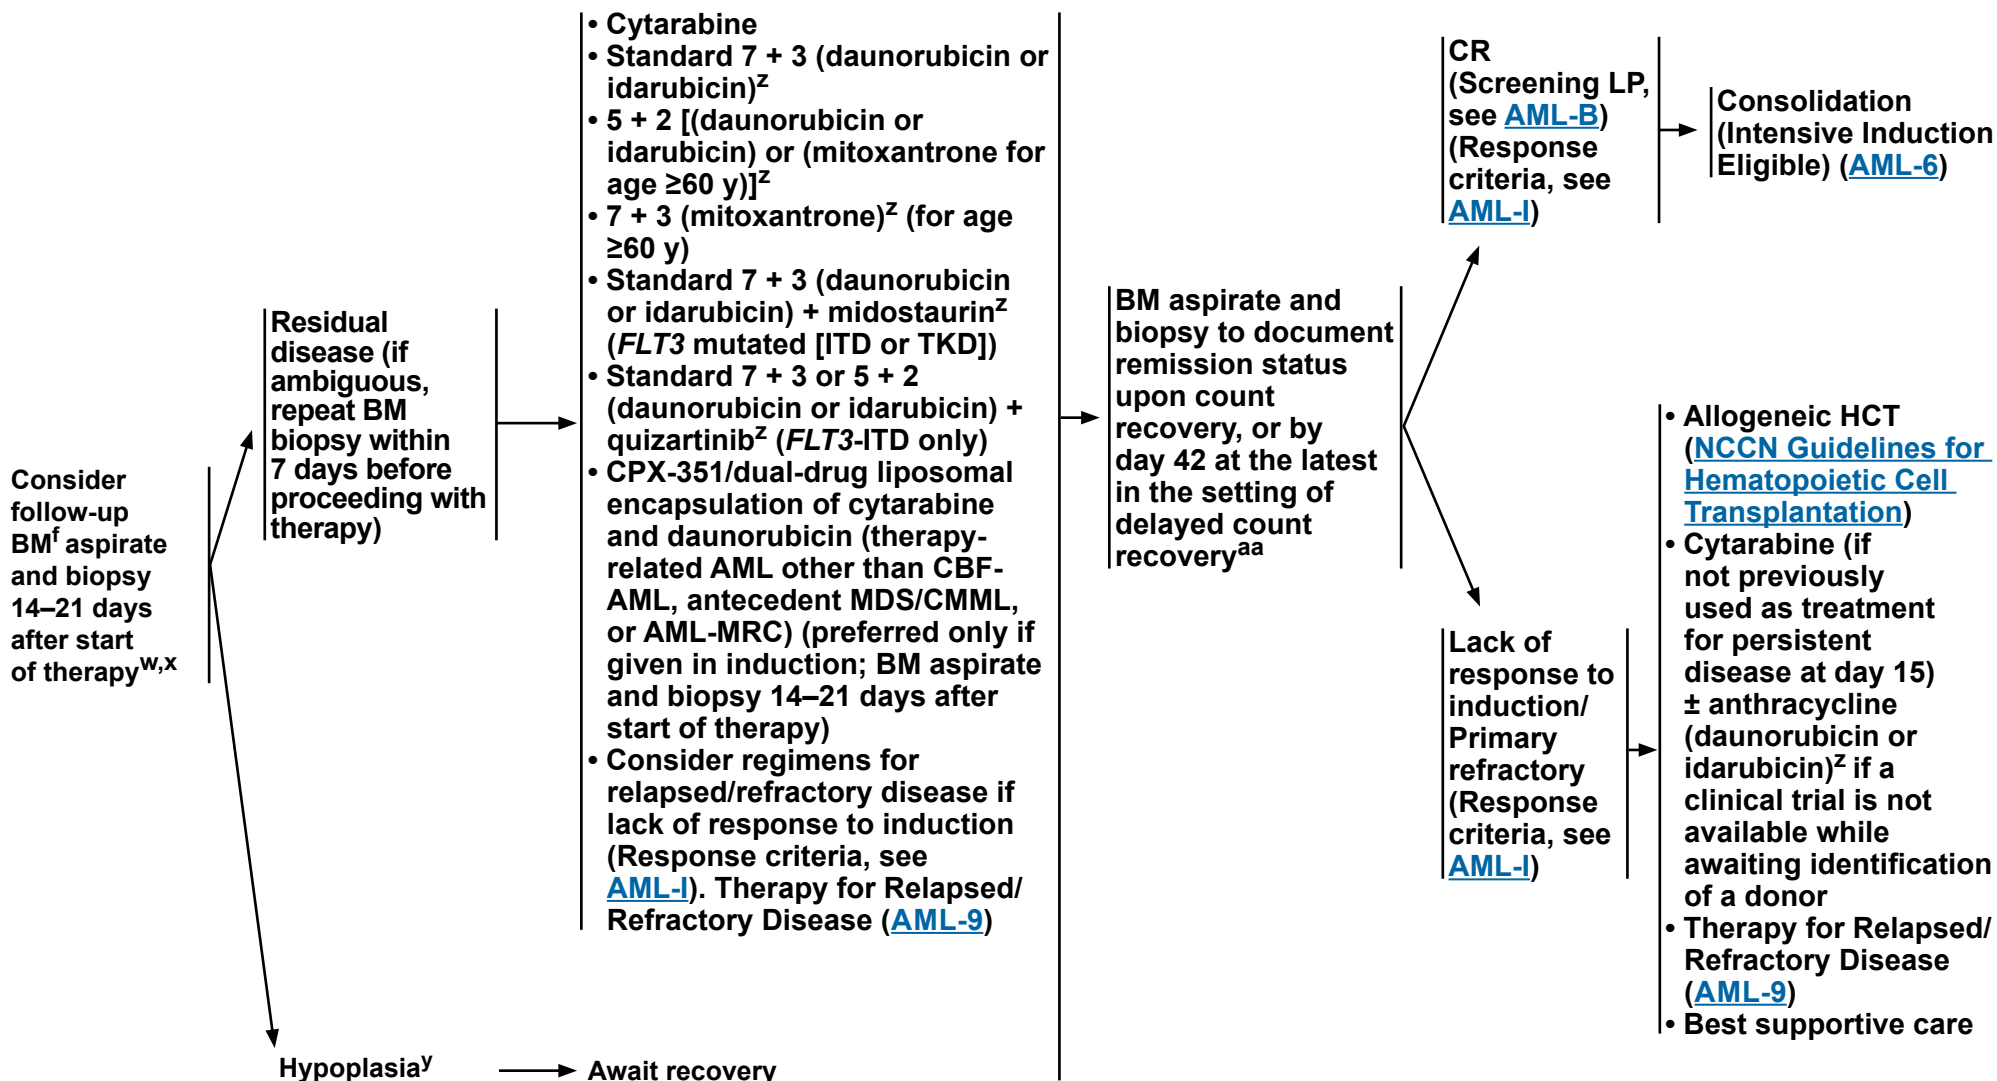 Consider
follow-up
BMf aspirate
and biopsy
14–21 days
after start
of therapyw,x
Residual
disease (if
ambiguous,
repeat BM
biopsy within
7 days before
proceeding with
therapy)
Hypoplasiay
• Cytarabine
• Standard 7 + 3 (daunorubicin or
idarubicin)z
• 5 + 2 [(daunorubicin or
idarubicin) or (mitoxantrone for
age ≥60 y)]z
• 7 + 3 (mitoxantrone)z (for age
≥60 y)
• Standard 7 + 3 (daunorubicin
or idarubicin) + midostaurinz
(FLT3 mutated [ITD or TKD])
• Standard 7 + 3 or 5 + 2
(daunorubicin or idarubicin) +
quizartinibz (FLT3-ITD only)
• CPX-351/dual-drug liposomal
encapsulation of cytarabine
and daunorubicin (therapy-
related AML other than CBF-
AML, antecedent MDS/CMML,
or AML-MRC) (preferred only if
given in induction; BM aspirate
and biopsy 14–21 days after
start of therapy)
• Consider regimens for
relapsed/refractory disease if
lack of response to induction
(Response criteria, see
AML-I). Therapy for Relapsed/
Refractory Disease (AML-9)
Await recovery
BM aspirate and
biopsy to document
remission status
upon count
recovery, or by
day 42 at the latest
in the setting of
delayed count
recoveryaa
CR
(Screening LP,
see AML-B)
(Response
criteria, see
AML-I)
Consolidation
(Intensive Induction
Eligible) (AML-6)
Lack of
response to
induction/
Primary
refractory
(Response
criteria, see
AML-I)
• Allogeneic HCT
(NCCN Guidelines for
Hematopoietic Cell
Transplantation)
• Cytarabine (if
not previously
used as treatment
for persistent
disease at day 15)
± anthracycline
(daunorubicin or
idarubicin)z if a
clinical trial is not
available while
awaiting identification
of a donor
• Therapy for Relapsed/
Refractory Disease
(AML-9)
• Best supportive care